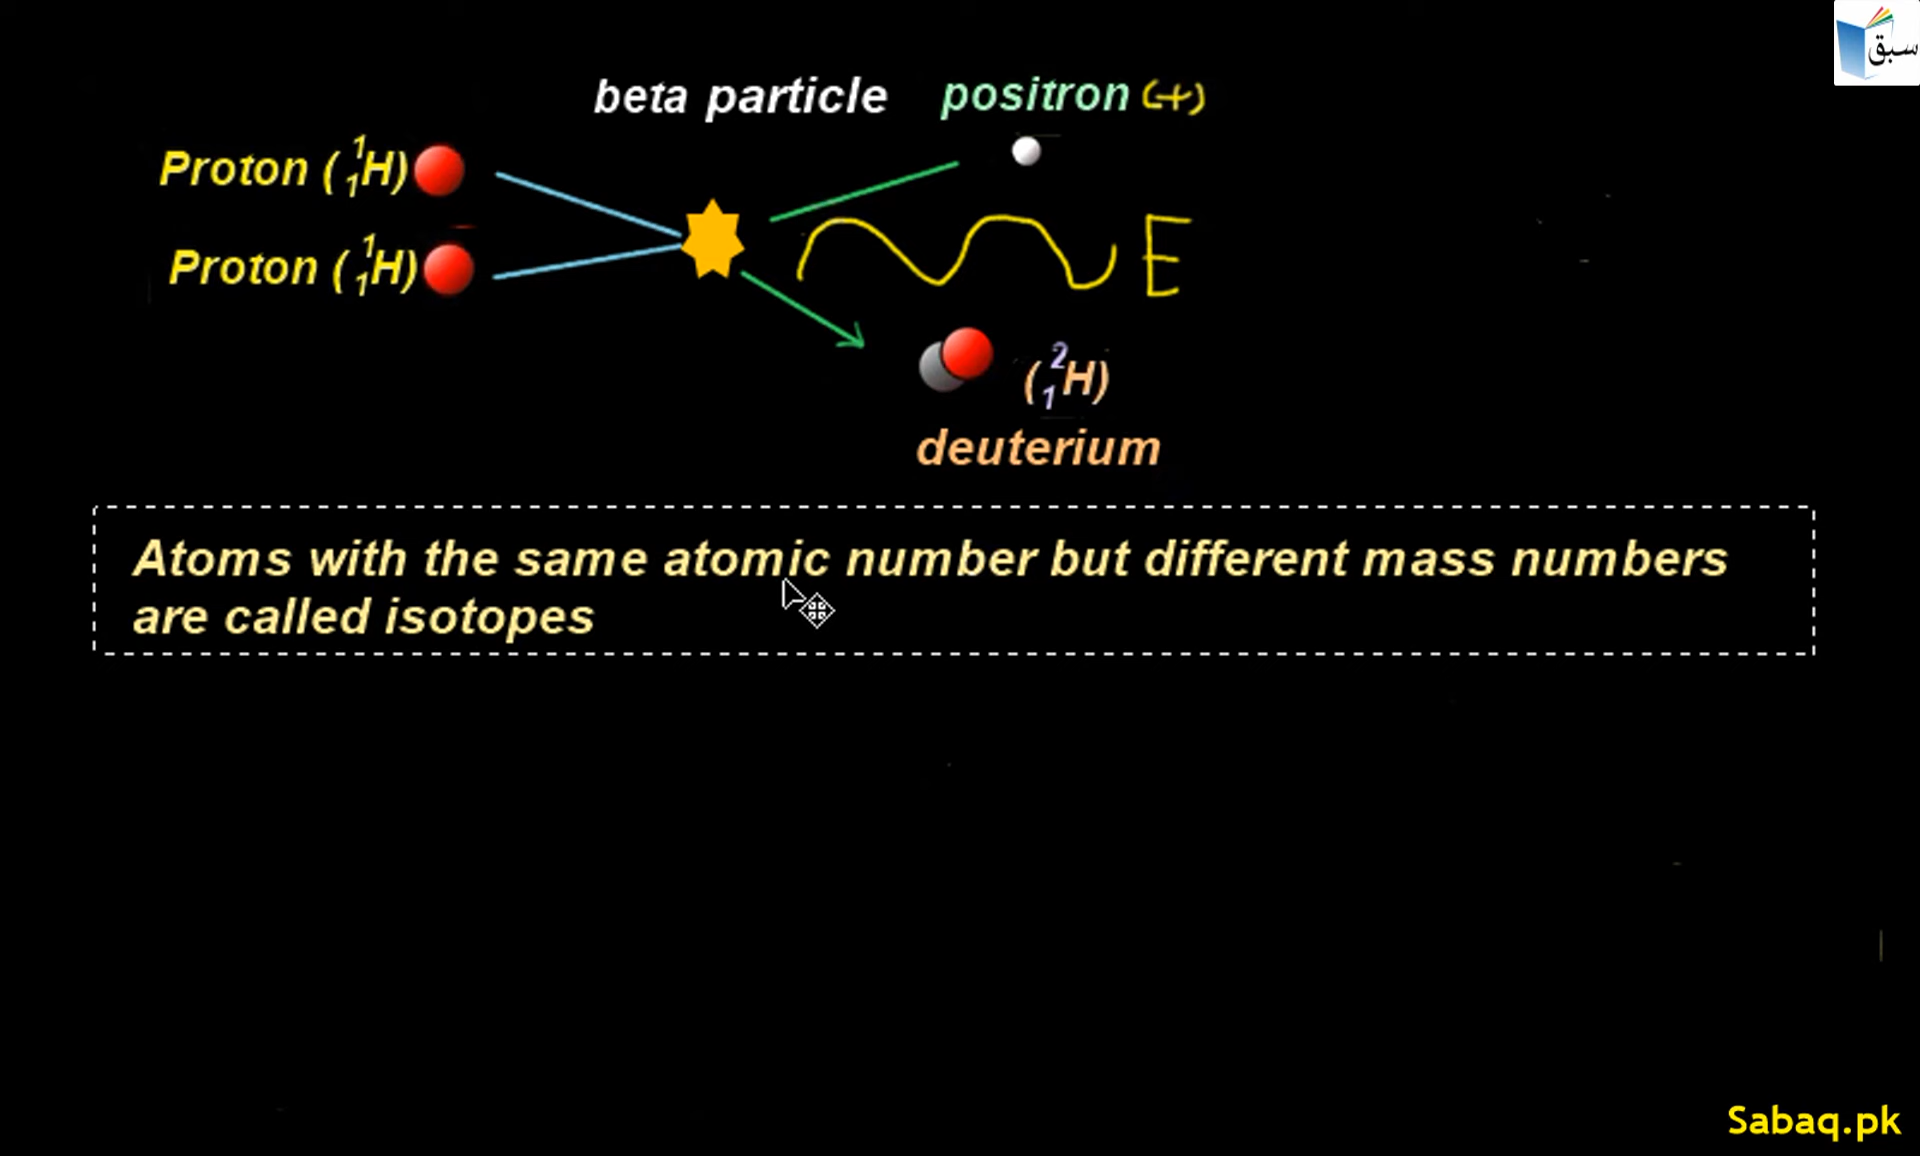 سبق
beta particle positron (+)
Proton ( ¹₁H)
Proton ( ¹₁H)
E
( ²₁H)
deuterium
Atoms with the same atomic number but different mass numbers
are called isotopes
Sabaq.pk